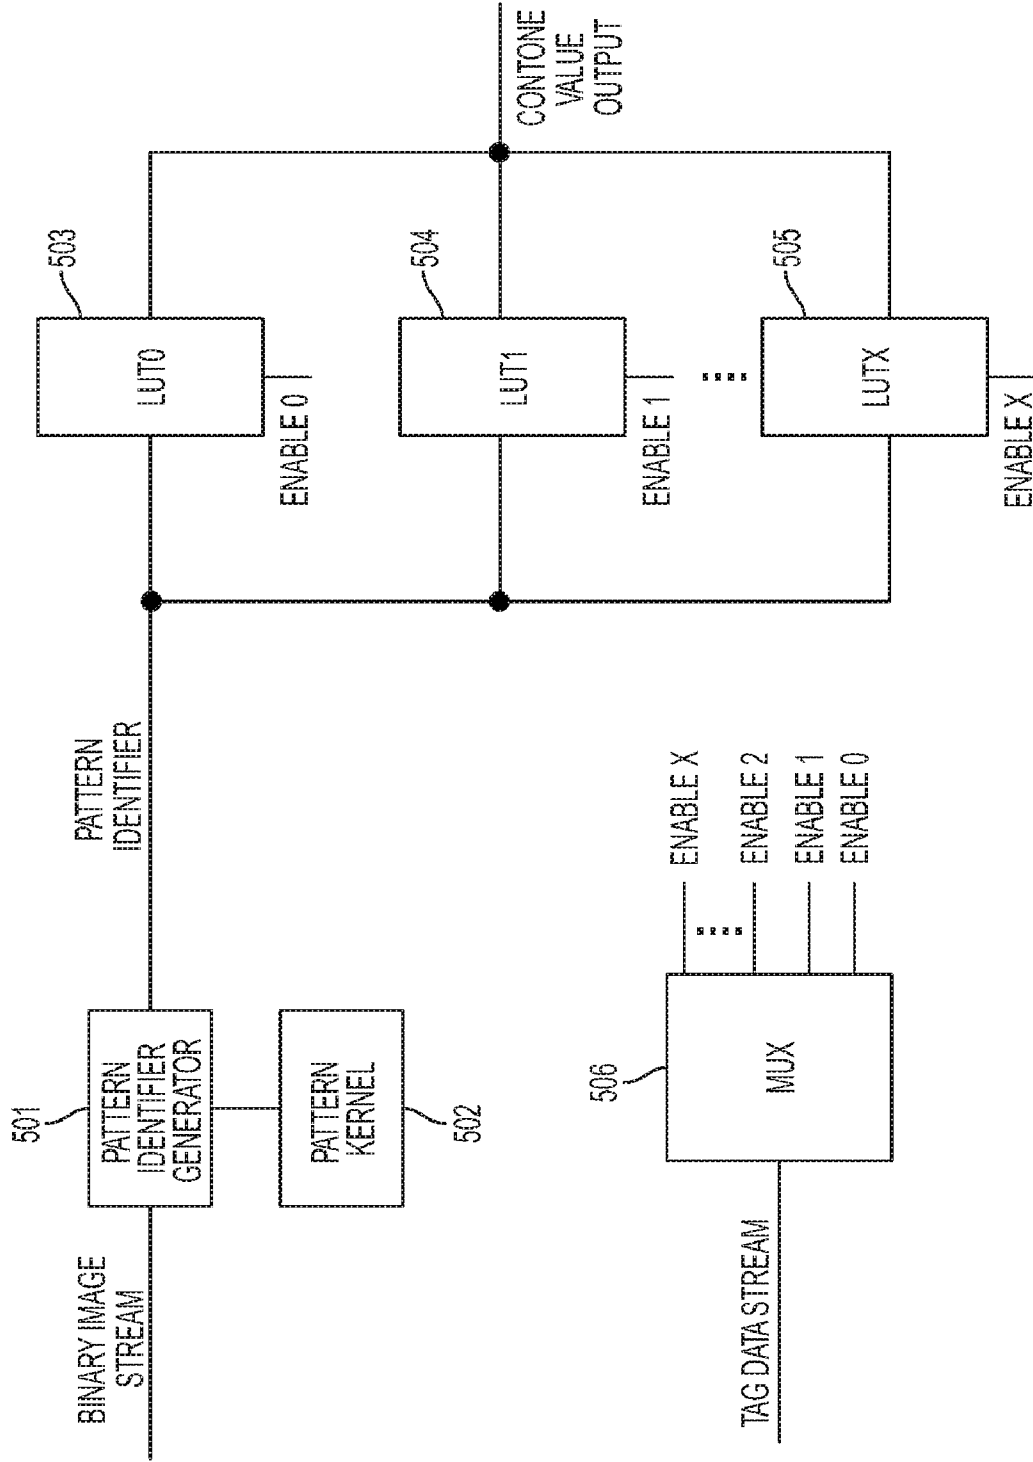 BINARY IMAGE
STREAM
501
PATTERN
IDENTIFIER
GENERATOR
PATTERN
KERNEL
502
PATTERN
IDENTIFIER
LUT0
503
ENABLE 0
LUT1
504
ENABLE 1
LUTX
505
ENABLE X
CONTONE
VALUE
OUTPUT
TAG DATA STREAM
506
MUX
ENABLE X
ENABLE 2
ENABLE 1
ENABLE 0